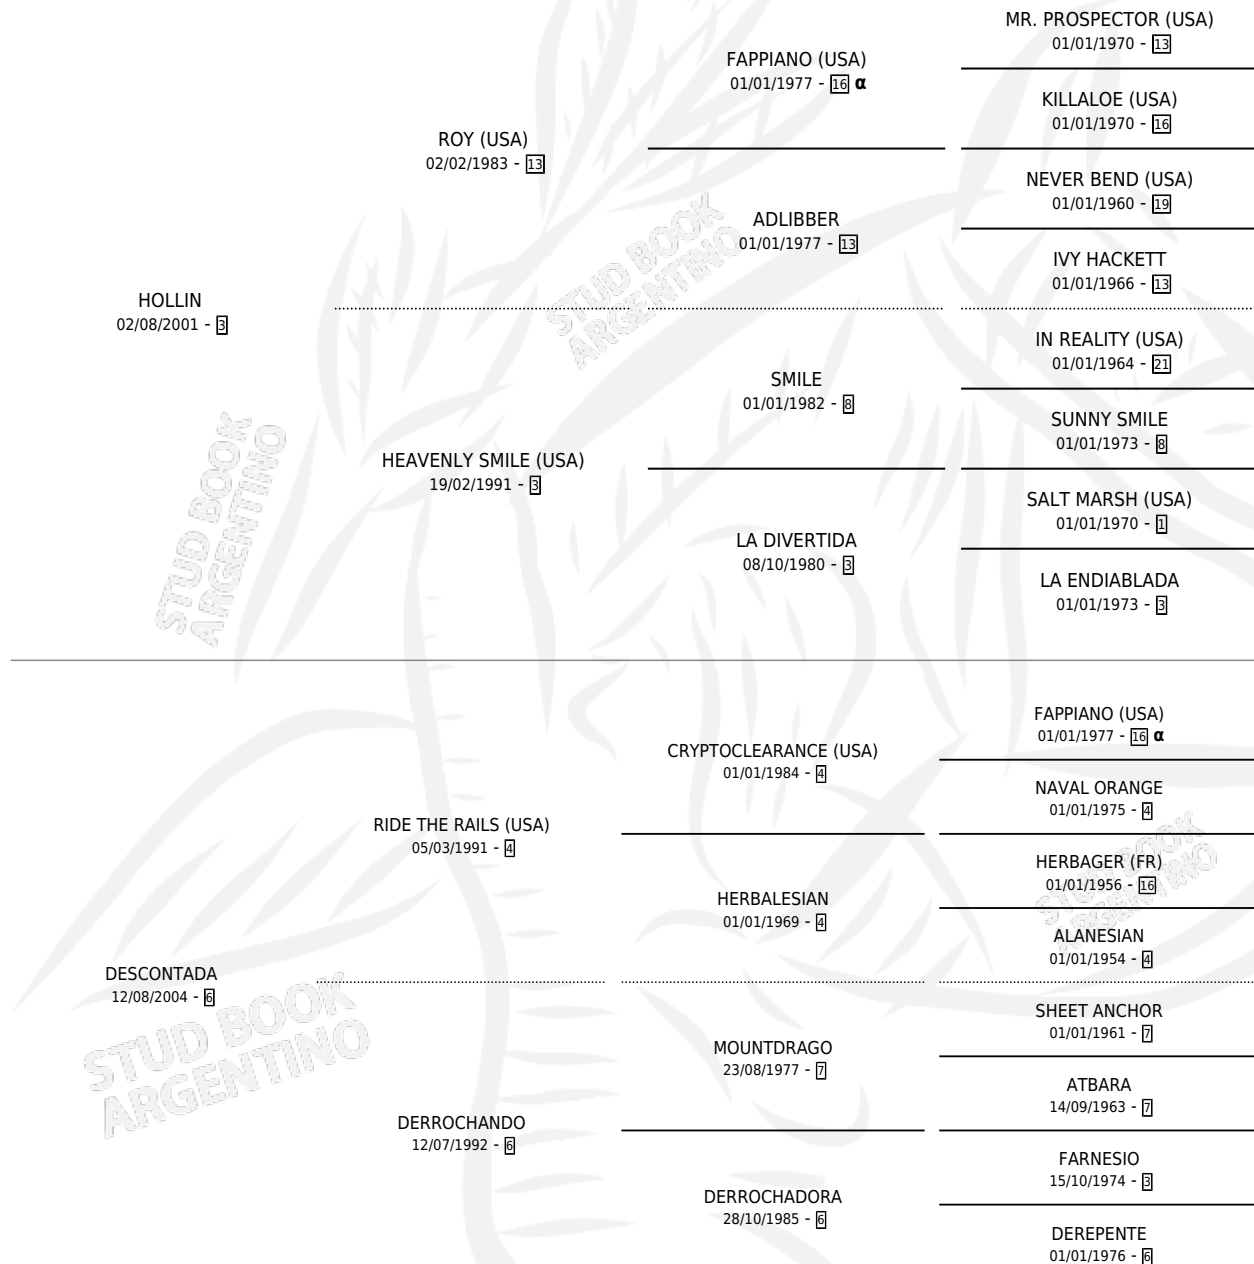 MR. PROSPECTOR (USA)
01/01/1970 - 13
FAPPIANO (USA)
01/01/1977 - 16 α
KILLALOE (USA)
01/01/1970 - 16
ROY (USA)
02/02/1983 - 13
NEVER BEND (USA)
01/01/1960 - 19
ADLIBBER
01/01/1977 - 13
IVY HACKETT
01/01/1966 - 13
HOLLIN
02/08/2001 - 3
IN REALITY (USA)
01/01/1964 - 21
SMILE
01/01/1982 - 8
SUNNY SMILE
01/01/1973 - 8
HEAVENLY SMILE (USA)
19/02/1991 - 3
SALT MARSH (USA)
01/01/1970 - 1
LA DIVERTIDA
08/10/1980 - 3
LA ENDIABLADA
01/01/1973 - 3
FAPPIANO (USA)
01/01/1977 - 16 α
CRYPTOCLEARANCE (USA)
01/01/1984 - 4
NAVAL ORANGE
01/01/1975 - 4
RIDE THE RAILS (USA)
05/03/1991 - 4
HERBAGER (FR)
01/01/1956 - 16
HERBALESIAN
01/01/1969 - 4
ALANESIAN
01/01/1954 - 4
DESCONTADA
12/08/2004 - 6
SHEET ANCHOR
01/01/1961 - 7
MOUNTDRAGO
23/08/1977 - 7
ATBARA
14/09/1963 - 7
DERROCHANDO
12/07/1992 - 6
FARNESIO
15/10/1974 - 3
DERROCHADORA
28/10/1985 - 6
DEREPENTE
01/01/1976 - 6
STUD BOOK
ARGENTINO
STUD BOOK
ARGENTINO
STUD BOOK
ARGENTINO
STUD BOOK
ARGENTINO